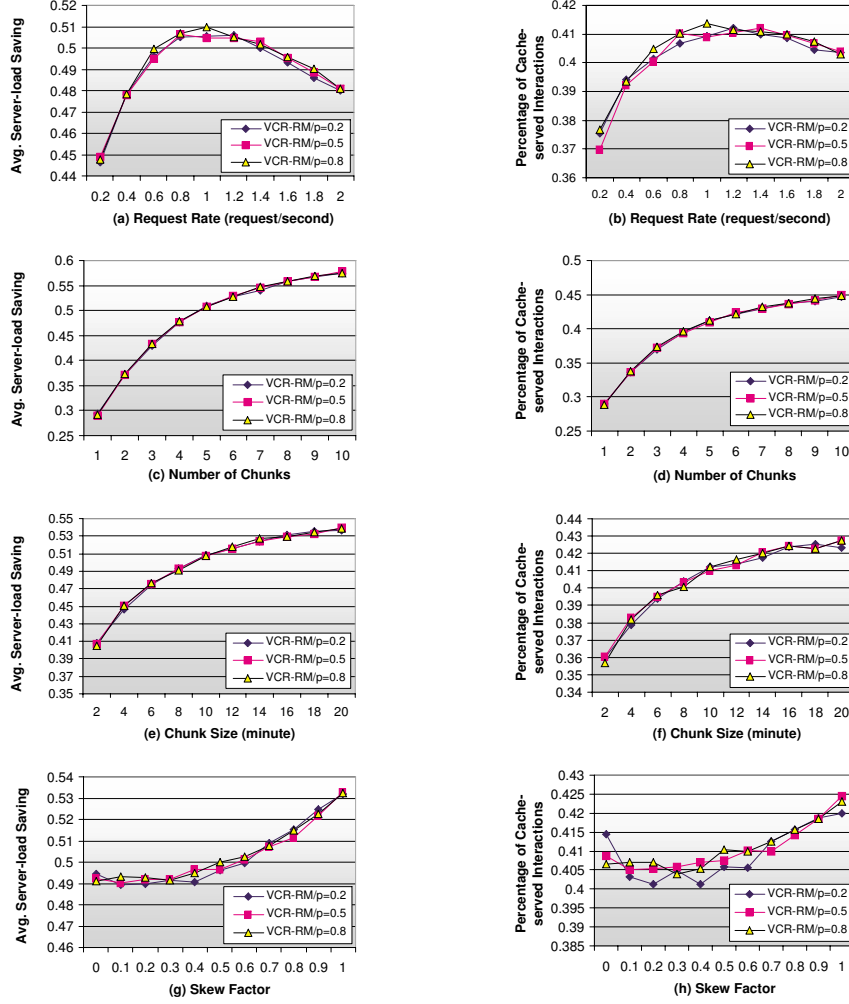 Avg. Server-load Saving
0.51
0.5
0.49
0.48
0.47
0.46
0.45
0.44
VCR-RM/p=0.2
VCR-RM/p=0.5
VCR-RM/p=0.8
0.2 0.4 0.6 0.8 1 1.2 1.4 1.6 1.8 2
(a) Request Rate (request/second)
Percentage of Cache-
served Interactions
0.42
0.41
0.4
0.39
0.38
0.37
0.36
VCR-RM/p=0.2
VCR-RM/p=0.5
VCR-RM/p=0.8
0.2 0.4 0.6 0.8 1 1.2 1.4 1.6 1.8 2
(b) Request Rate (request/second)
Avg. Server-load Saving
0.6
0.55
0.5
0.45
0.4
0.35
0.3
0.25
VCR-RM/p=0.2
VCR-RM/p=0.5
VCR-RM/p=0.8
1 2 3 4 5 6 7 8 9 10
(c) Number of Chunks
Percentage of Cache-
served Interactions
0.5
0.45
0.4
0.35
0.3
0.25
VCR-RM/p=0.2
VCR-RM/p=0.5
VCR-RM/p=0.8
1 2 3 4 5 6 7 8 9 10
(d) Number of Chunks
Avg. Server-load Saving
0.55
0.53
0.51
0.49
0.47
0.45
0.43
0.41
0.39
0.37
0.35
VCR-RM/p=0.2
VCR-RM/p=0.5
VCR-RM/p=0.8
2 4 6 8 10 12 14 16 18 20
(e) Chunk Size (minute)
Percentage of Cache-
served Interactions
0.44
0.43
0.42
0.41
0.4
0.39
0.38
0.37
0.36
0.35
0.34
VCR-RM/p=0.2
VCR-RM/p=0.5
VCR-RM/p=0.8
2 4 6 8 10 12 14 16 18 20
(f) Chunk Size (minute)
Avg. Server-load Saving
0.54
0.53
0.52
0.51
0.5
0.49
0.48
0.47
0.46
VCR-RM/p=0.2
VCR-RM/p=0.5
VCR-RM/p=0.8
0 0.1 0.2 0.3 0.4 0.5 0.6 0.7 0.8 0.9 1
(g) Skew Factor
Percentage of Cache-
served Interactions
0.43
0.425
0.42
0.415
0.41
0.405
0.4
0.395
0.39
0.385
VCR-RM/p=0.2
VCR-RM/p=0.5
VCR-RM/p=0.8
0 0.1 0.2 0.3 0.4 0.5 0.6 0.7 0.8 0.9 1
(h) Skew Factor